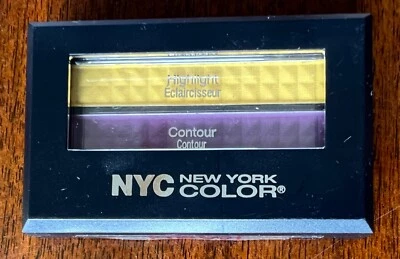 Highlight
Eclaircisseur
Contour
Contour
NYC NEW YORK
COLOR®